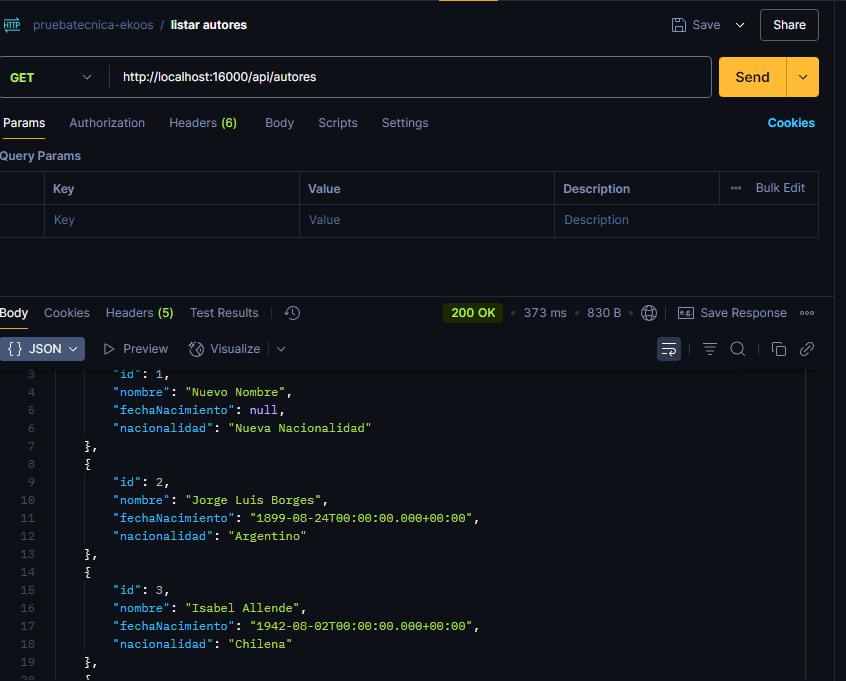 HTTP pruebatecnica-ekoos / listar autores Save Share
GET http://localhost:16000/api/autores Send
Params Authorization Headers (6) Body Scripts Settings Cookies
Query Params
Key Value Description ••• Bulk Edit
Key Value Description
Body Cookies Headers (5) Test Results 200 OK • 373 ms • 830 B • e.g. Save Response •••
{} JSON Preview Visualize
3 "id": 1,
4 "nombre": "Nuevo Nombre",
5 "fechaNacimiento": null,
6 "nacionalidad": "Nueva Nacionalidad"
7 },
8 {
9 "id": 2,
10 "nombre": "Jorge Luis Borges",
11 "fechaNacimiento": "1899-08-24T00:00:00.000+00:00",
12 "nacionalidad": "Argentino"
13 },
14 {
15 "id": 3,
16 "nombre": "Isabel Allende",
17 "fechaNacimiento": "1942-08-02T00:00:00.000+00:00",
18 "nacionalidad": "Chilena"
19 },
20 {